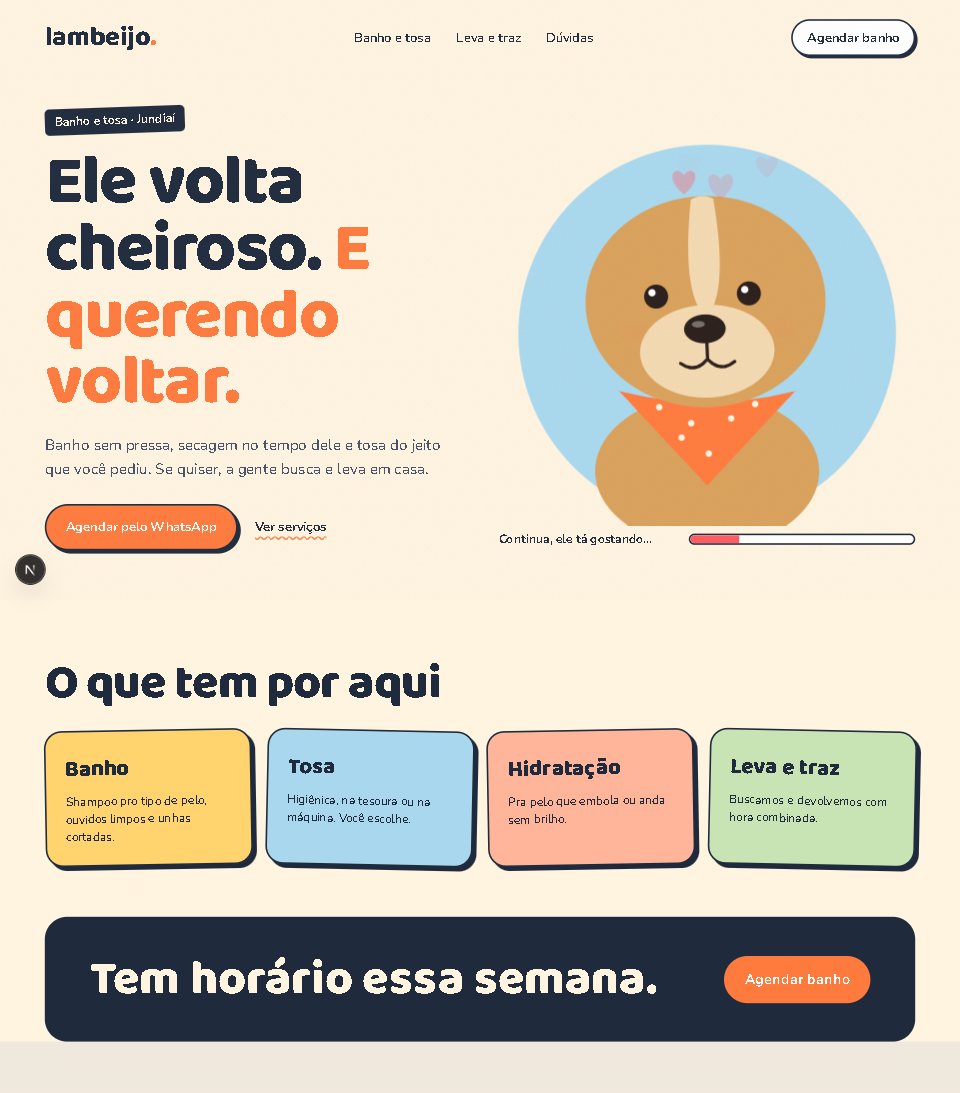 lambeijo.
Banho e tosa
Leva e traz
Dúvidas
Agendar banho
Banho e tosa · Jundiaí
Ele volta
cheiroso. E
querendo
voltar.
Banho sem pressa, secagem no tempo dele e tosa do jeito
que você pediu. Se quiser, a gente busca e leva em casa.
Agendar pelo WhatsApp
Ver serviços
Continua, ele tá gostando...
N
O que tem por aqui
Banho
Shampoo pro tipo de pelo,
ouvidos limpos e unhas
cortadas.
Tosa
Higiênica, na tesoura ou na
máquina. Você escolhe.
Hidratação
Pra pelo que embola ou anda
sem brilho.
Leva e traz
Buscamos e devolvemos com
hora combinada.
Tem horário essa semana.
Agendar banho